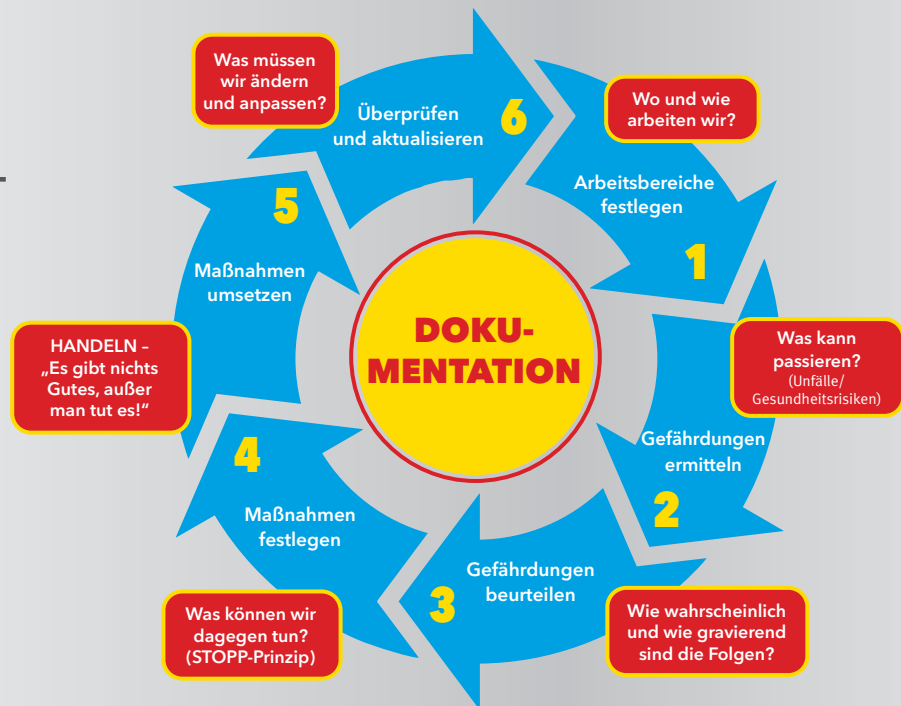 Was müssen
wir ändern
und anpassen?
Überprüfen
und aktualisieren
6
Wo und wie
arbeiten wir?
Arbeitsbereiche
festlegen
1
Was kann
passieren?
(Unfälle/
Gesundheitsrisiken)
Gefährdungen
ermitteln
2
Wie wahrscheinlich
und wie gravierend
sind die Folgen?
Gefährdungen
beurteilen
3
Was können wir
dagegen tun?
(STOPP-Prinzip)
Maßnahmen
festlegen
4
HANDELN –
„Es gibt nichts
Gutes, außer
man tut es!“
Maßnahmen
umsetzen
5
DOKU-
MENTATION